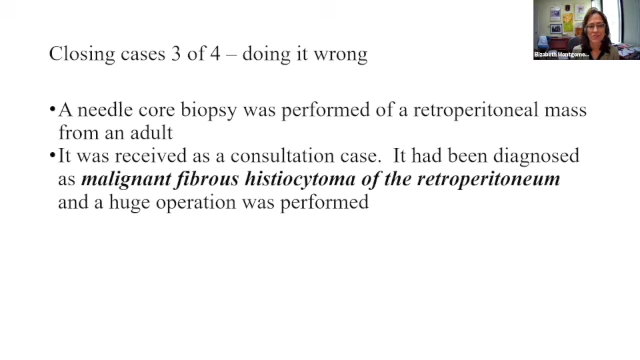 Closing cases 3 of 4 – doing it wrong
•A needle core biopsy was performed of a retroperitoneal mass
from an adult
•It was received as a consultation case.  It had been diagnosed
as malignant fibrous histiocytoma of the retroperitoneum
and a huge operation was performed
Elizabeth Montgome...